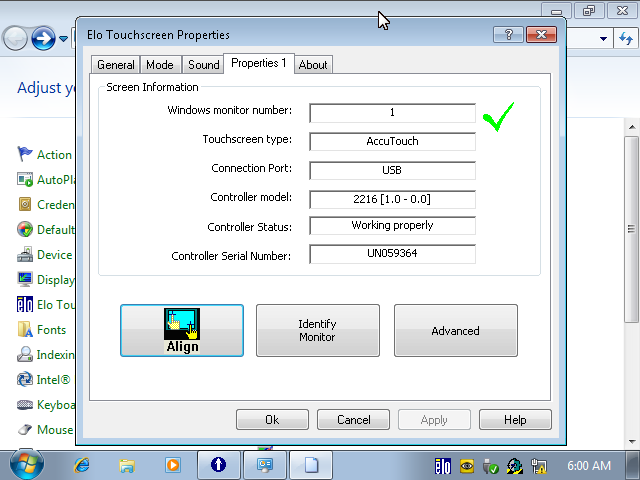 Elo Touchscreen Properties
General
Mode
Sound
Properties 1
About
Screen Information
Windows monitor number:
1
Touchscreen type:
AccuTouch
Connection Port:
USB
Controller model:
2216 [1.0 - 0.0]
Controller Status:
Working properly
Controller Serial Number:
UN059364
Align
Identify
Monitor
Advanced
Ok
Cancel
Apply
Help
Adjust yo
Action
AutoPla
Creden
Default
Device
Display
elo Elo Tou
Fonts
Indexin
Intel®
Keyboa
Mouse
elo
6:00 AM